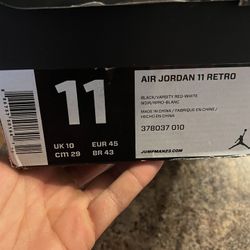 AIR JORDAN 11 RETRO
11
BLACK/VARSITY RED-WHITE
NOIR/ROUGE-BLANC
MADE IN CHINA / FABRIQUE EN CHINE /
HECHO EN CHINA
378037 010
UK 10 EUR 45
CM 29 BR 43
JUMPMAN23.COM